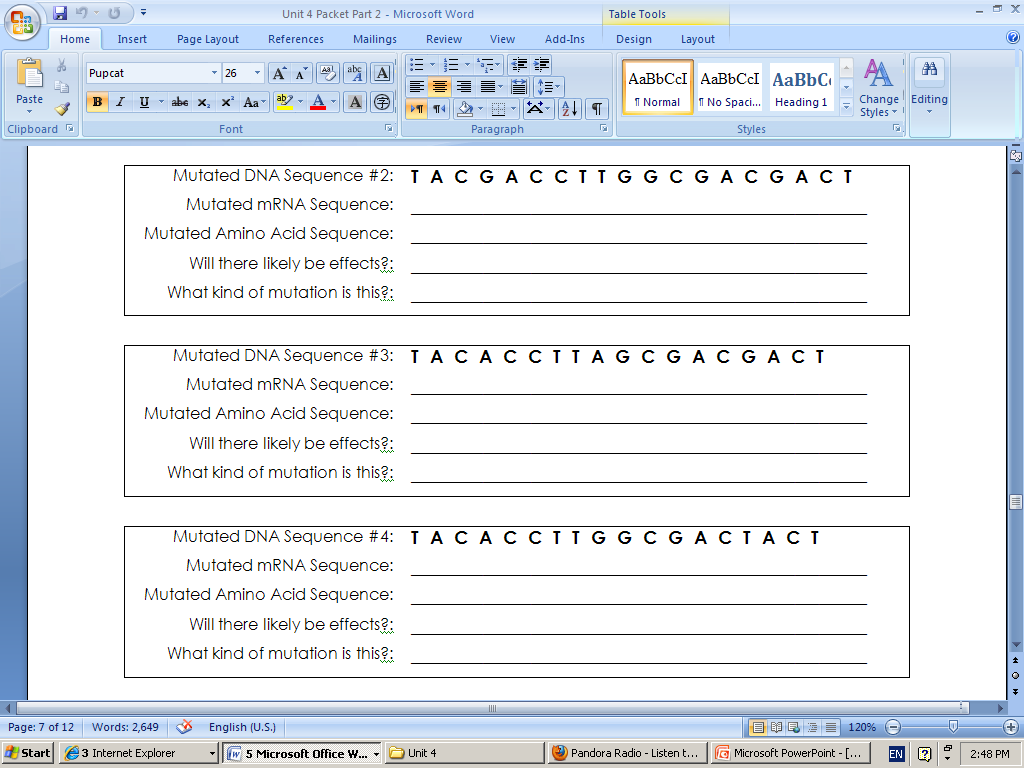 Unit 4 Packet Part 2 - Microsoft Word
Table Tools
Home Insert Page Layout References Mailings Review View Add-Ins Design Layout
Paste
Pupcat 26
AaBbCcI AaBbCcI AaBbCc
¶ Normal ¶ No Spaci... Heading 1
Change Styles
Editing
Clipboard Font Paragraph Styles
Mutated DNA Sequence #2: T A C G A C C T T G G C G A C G A C T
Mutated mRNA Sequence:
Mutated Amino Acid Sequence:
Will there likely be effects?:
What kind of mutation is this?:
Mutated DNA Sequence #3: T A C A C C T T A G C G A C G A C T
Mutated mRNA Sequence:
Mutated Amino Acid Sequence:
Will there likely be effects?:
What kind of mutation is this?:
Mutated DNA Sequence #4: T A C A C C T T G G C G A C T A C T
Mutated mRNA Sequence:
Mutated Amino Acid Sequence:
Will there likely be effects?:
What kind of mutation is this?:
Page: 7 of 12 Words: 2,649 English (U.S.) 120%
Start 3 Internet Explorer 5 Microsoft Office W... Unit 4 Pandora Radio - Listen t... Microsoft PowerPoint - [... EN 2:48 PM